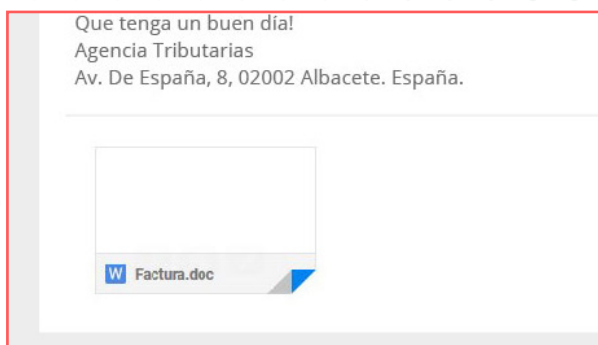 Que tenga un buen día!
Agencia Tributarias
Av. De España, 8, 02002 Albacete. España.
W Factura.doc